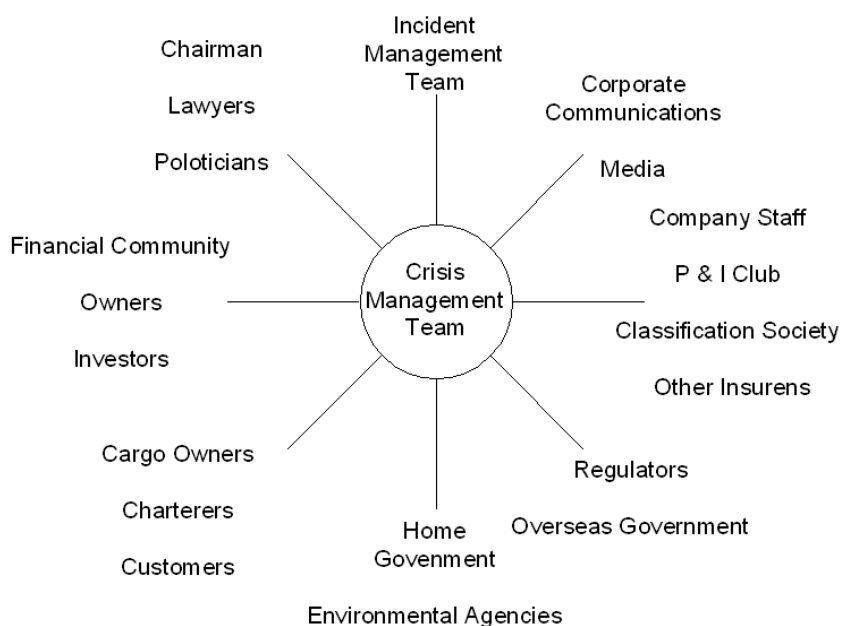 Incident
Management
Team
Chairman
Lawyers
Poloticians
Corporate
Communications
Media
Company Staff
P & I Club
Classification Society
Other Insurens
Financial Community
Owners
Investors
Crisis
Management
Team
Cargo Owners
Charterers
Customers
Home
Govenment
Regulators
Overseas Government
Environmental Agencies